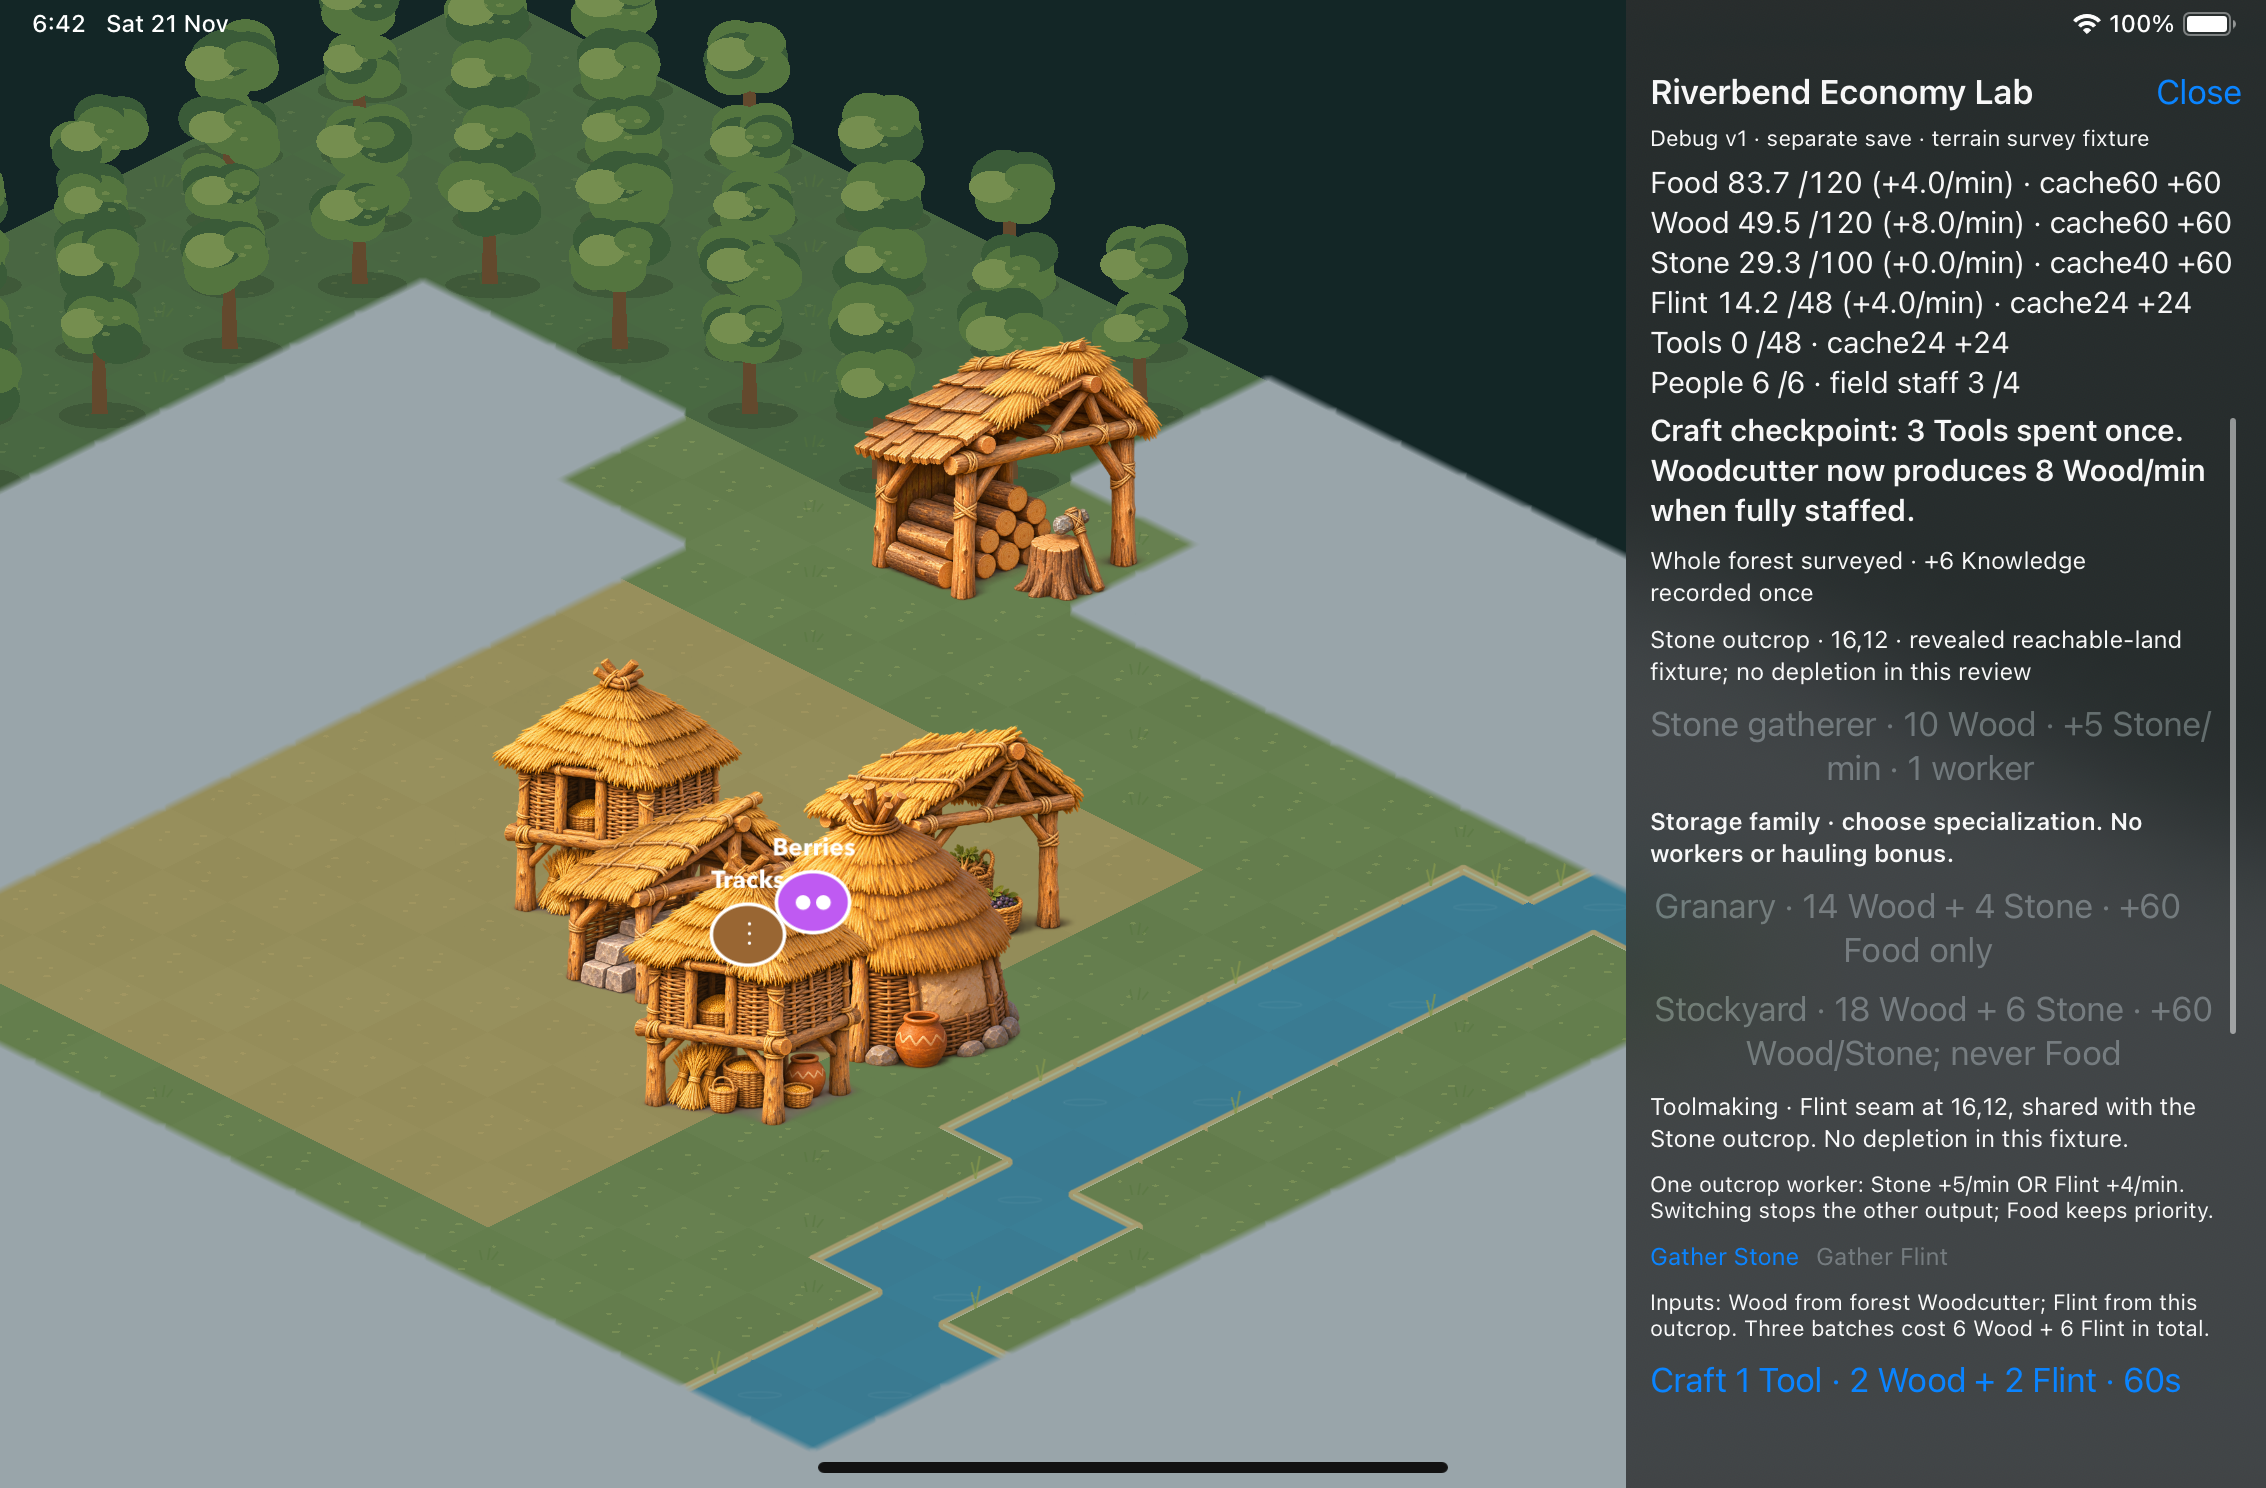 6:42 Sat 21 Nov
100%
Riverbend Economy Lab
Close
Debug v1 · separate save · terrain survey fixture
Food 83.7 /120 (+4.0/min) · cache60 +60
Wood 49.5 /120 (+8.0/min) · cache60 +60
Stone 29.3 /100 (+0.0/min) · cache40 +60
Flint 14.2 /48 (+4.0/min) · cache24 +24
Tools 0 /48 · cache24 +24
People 6 /6 · field staff 3 /4
Craft checkpoint: 3 Tools spent once.
Woodcutter now produces 8 Wood/min
when fully staffed.
Whole forest surveyed · +6 Knowledge
recorded once
Stone outcrop · 16,12 · revealed reachable-land
fixture; no depletion in this review
Stone gatherer · 10 Wood · +5 Stone/
min · 1 worker
Storage family · choose specialization. No
workers or hauling bonus.
Granary · 14 Wood + 4 Stone · +60
Food only
Stockyard · 18 Wood + 6 Stone · +60
Wood/Stone; never Food
Toolmaking · Flint seam at 16,12, shared with the
Stone outcrop. No depletion in this fixture.
One outcrop worker: Stone +5/min OR Flint +4/min.
Switching stops the other output; Food keeps priority.
Gather Stone Gather Flint
Inputs: Wood from forest Woodcutter; Flint from this
outcrop. Three batches cost 6 Wood + 6 Flint in total.
Craft 1 Tool · 2 Wood + 2 Flint · 60s
Berries
Tracks